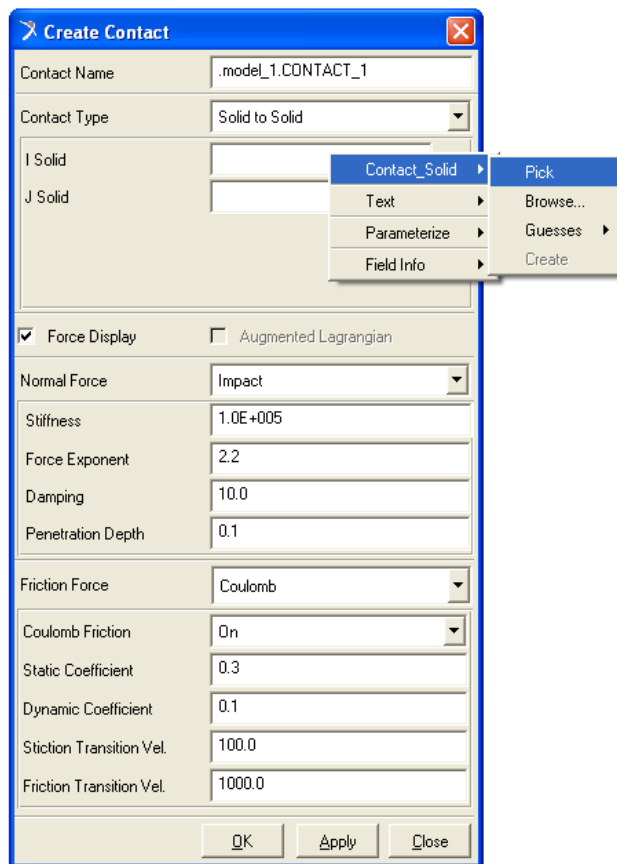 Create Contact
Contact Name .model_1.CONTACT_1
Contact Type Solid to Solid
I Solid
J Solid
Contact_Solid
Text
Parameterize
Field Info
Pick
Browse...
Guesses
Create
Force Display Augmented Lagrangian
Normal Force Impact
Stiffness 1.0E+005
Force Exponent 2.2
Damping 10.0
Penetration Depth 0.1
Friction Force Coulomb
Coulomb Friction On
Static Coefficient 0.3
Dynamic Coefficient 0.1
Stiction Transition Vel. 100.0
Friction Transition Vel. 1000.0
OK Apply Close